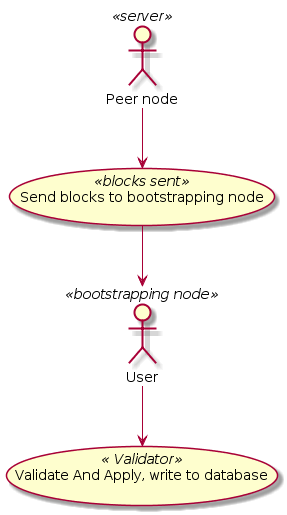 «server»
Peer node
«blocks sent»
Send blocks to bootstrapping node
«bootstrapping node»
User
« Validator»
Validate And Apply, write to database